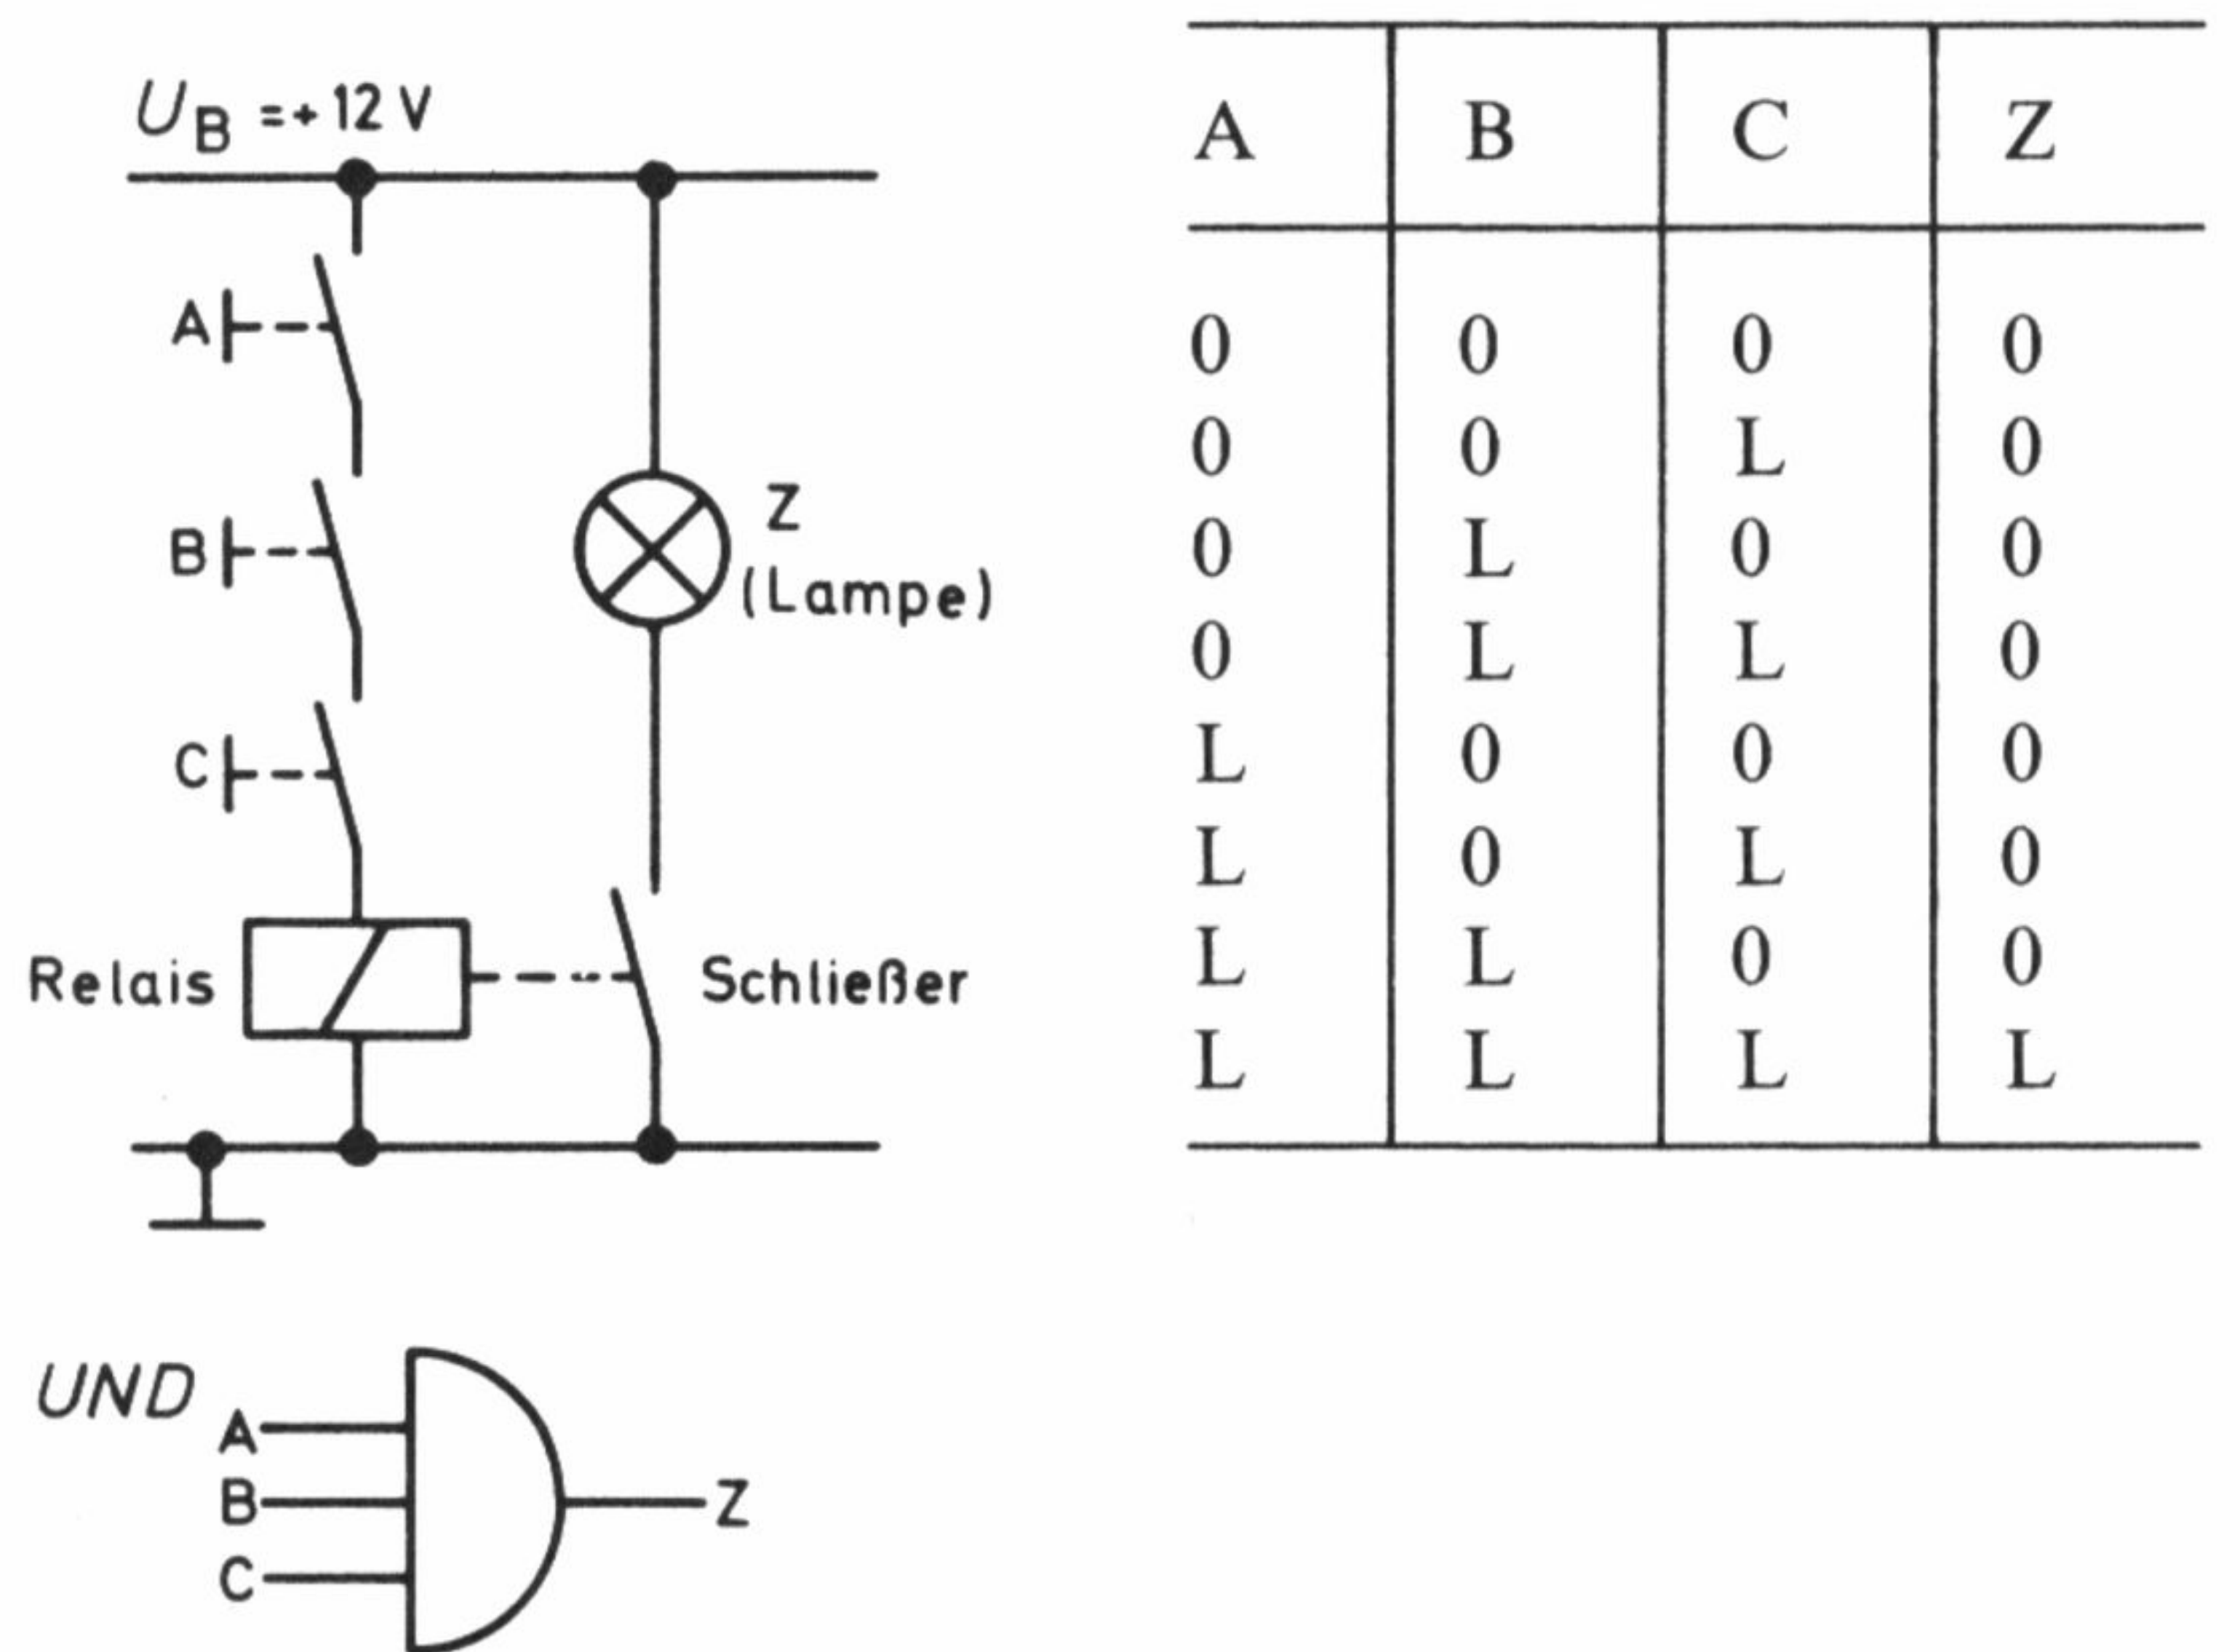 U_B = + 12 V
A
B
Z
(Lampe)
C
Relais
Schließer
UND
A
B
C
Z
A B C Z
0 0 0 0
0 0 L 0
0 L 0 0
0 L L 0
L 0 0 0
L 0 L 0
L L 0 0
L L L L